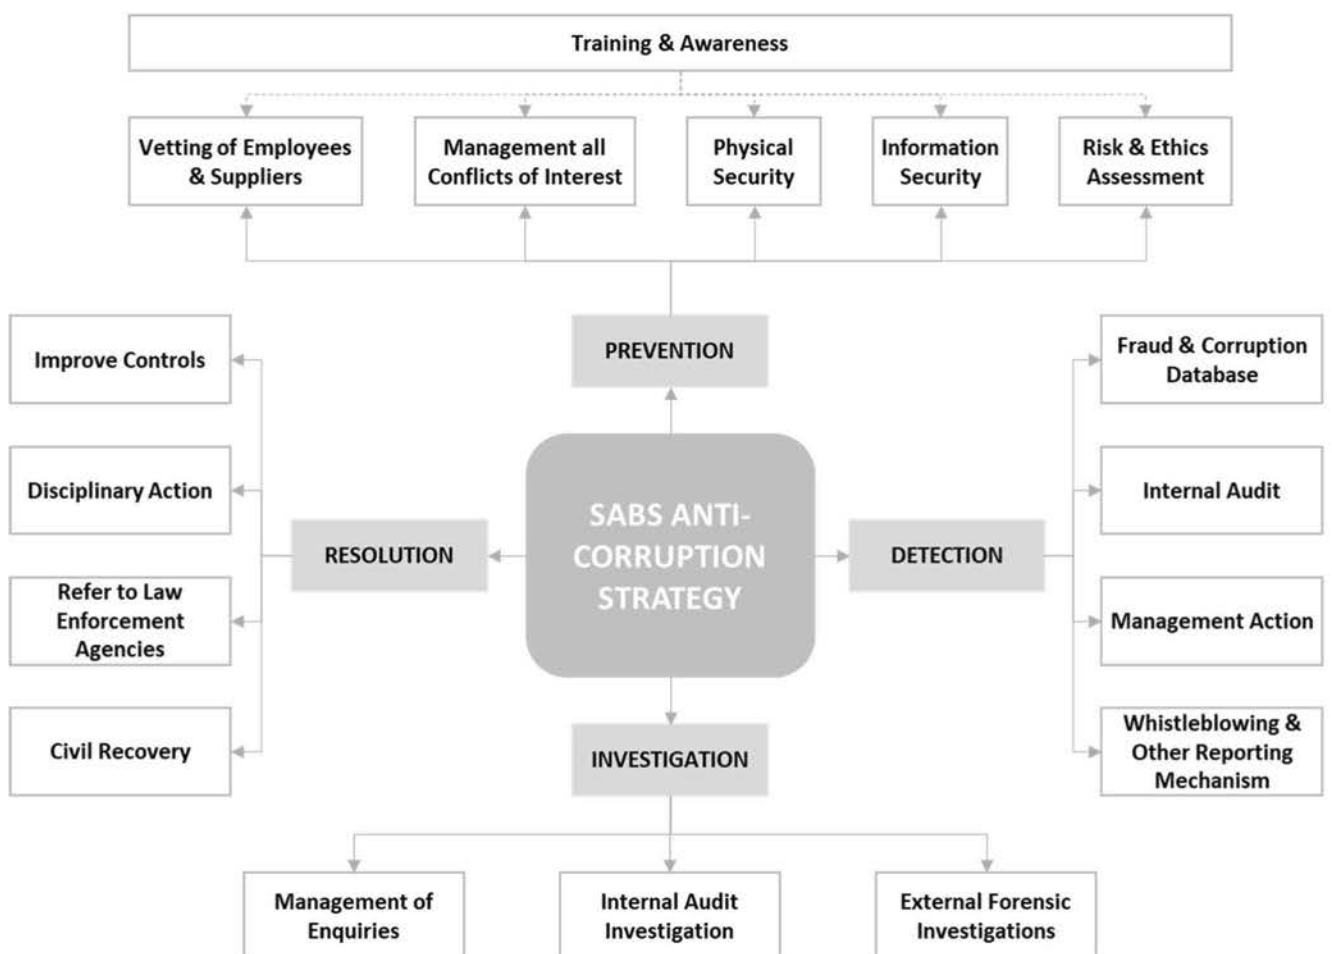 Training & Awareness
Vetting of Employees
& Suppliers
Management all
Conflicts of Interest
Physical
Security
Information
Security
Risk & Ethics
Assessment
PREVENTION
Improve Controls
Disciplinary Action
Refer to Law
Enforcement
Agencies
Civil Recovery
RESOLUTION
SABS ANTI-
CORRUPTION
STRATEGY
DETECTION
Fraud & Corruption
Database
Internal Audit
Management Action
Whistleblowing &
Other Reporting
Mechanism
INVESTIGATION
Management of
Enquiries
Internal Audit
Investigation
External Forensic
Investigations